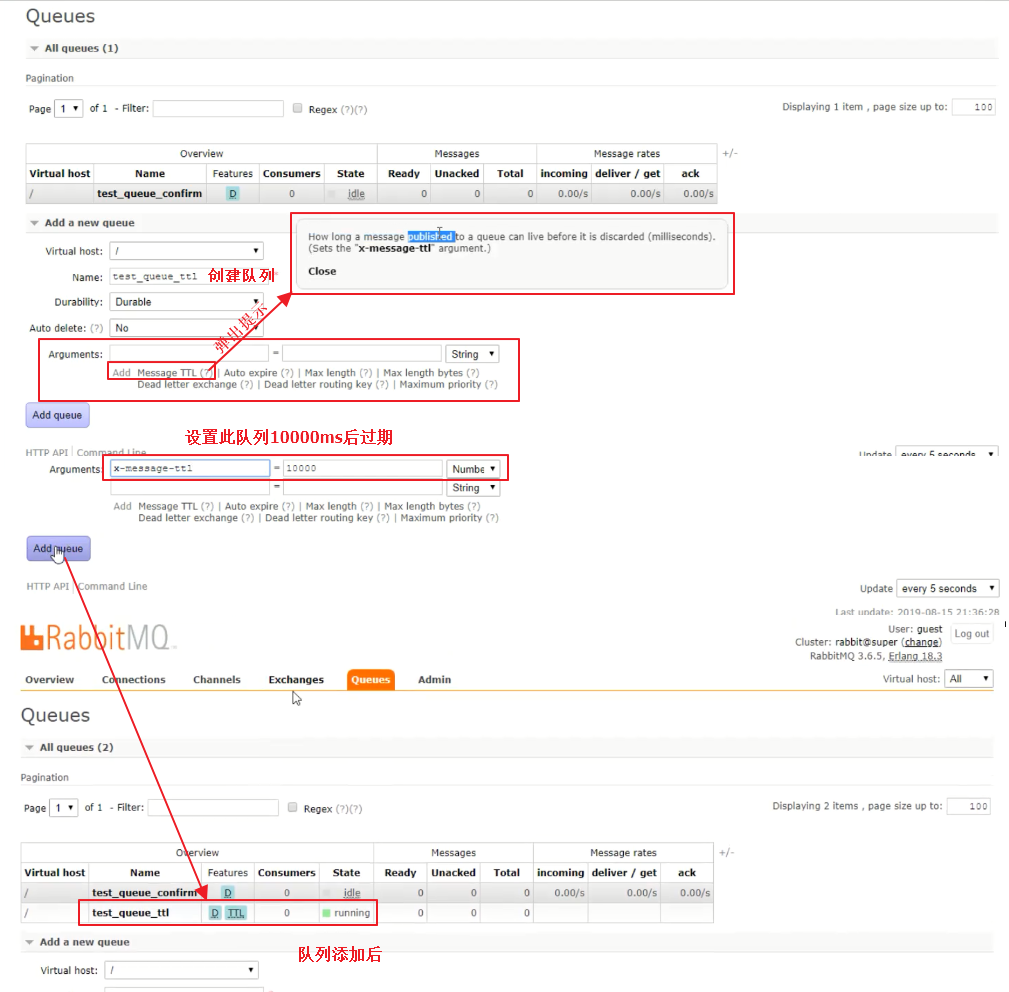 Queues
All queues (1)
Pagination
Page 1 of 1 - Filter: Regex (?)(?) Displaying 1 item , page size up to: 100
Overview Messages Message rates +/-
Virtual host Name Features Consumers State Ready Unacked Total incoming deliver / get ack
/ test_queue_confirm D 0 idle 0 0 0 0.00/s 0.00/s 0.00/s
Add a new queue
How long a message published to a queue can live before it is discarded (milliseconds).
(Sets the "x-message-ttl" argument.)
Close
Virtual host: /
Name: test_queue_ttl 创建队列
Durability: Durable
Auto delete: (?) No
弹出提示
Arguments: = String
Add Message TTL (?) | Auto expire (?) | Max length (?) | Max length bytes (?)
Dead letter exchange (?) | Dead letter routing key (?) | Maximum priority (?)
Add queue
设置此队列10000ms后过期
HTTP API Command Line Update every 5 seconds
Arguments x-message-ttl = 10000 Numbe
= String
Add Message TTL (?) | Auto expire (?) | Max length (?) | Max length bytes (?)
Dead letter exchange (?) | Dead letter routing key (?) | Maximum priority (?)
Add queue
HTTP API Command Line Update every 5 seconds
Last update: 2019-08-15 21:36:28
RabbitMQ
User: guest Log out
Cluster: rabbit@super (change)
RabbitMQ 3.6.5, Erlang 18.3
Overview Connections Channels Exchanges Queues Admin Virtual host: All
Queues
All queues (2)
Pagination
Page 1 of 1 - Filter: Regex (?)(?) Displaying 2 items , page size up to: 100
Overview Messages Message rates +/-
Virtual host Name Features Consumers State Ready Unacked Total incoming deliver / get ack
/ test_queue_confirm D 0 idle 0 0 0 0.00/s 0.00/s 0.00/s
/ test_queue_ttl D TTL 0 running 0 0 0
Add a new queue
队列添加后
Virtual host: /